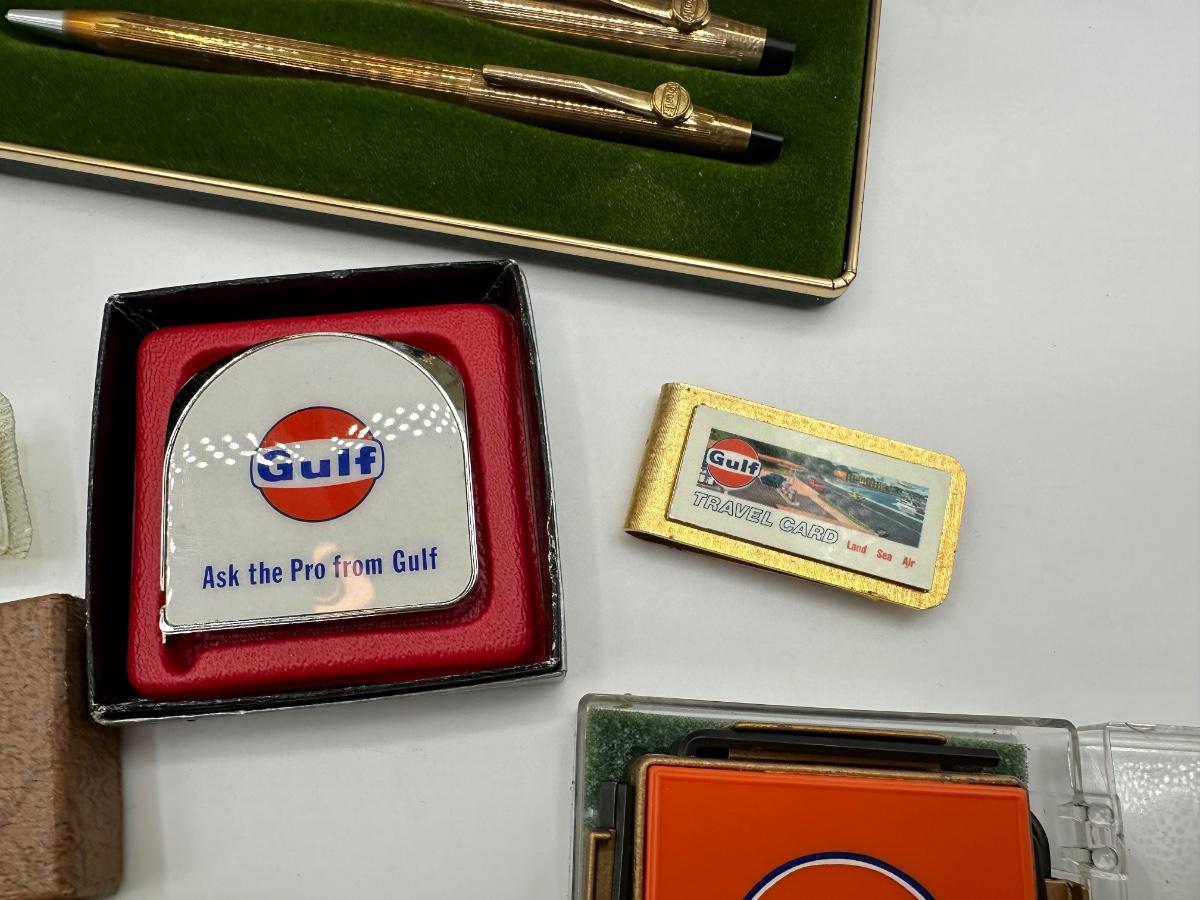 Gulf
Ask the Pro from Gulf
Gulf
TRAVEL CARD
Land Sea Air